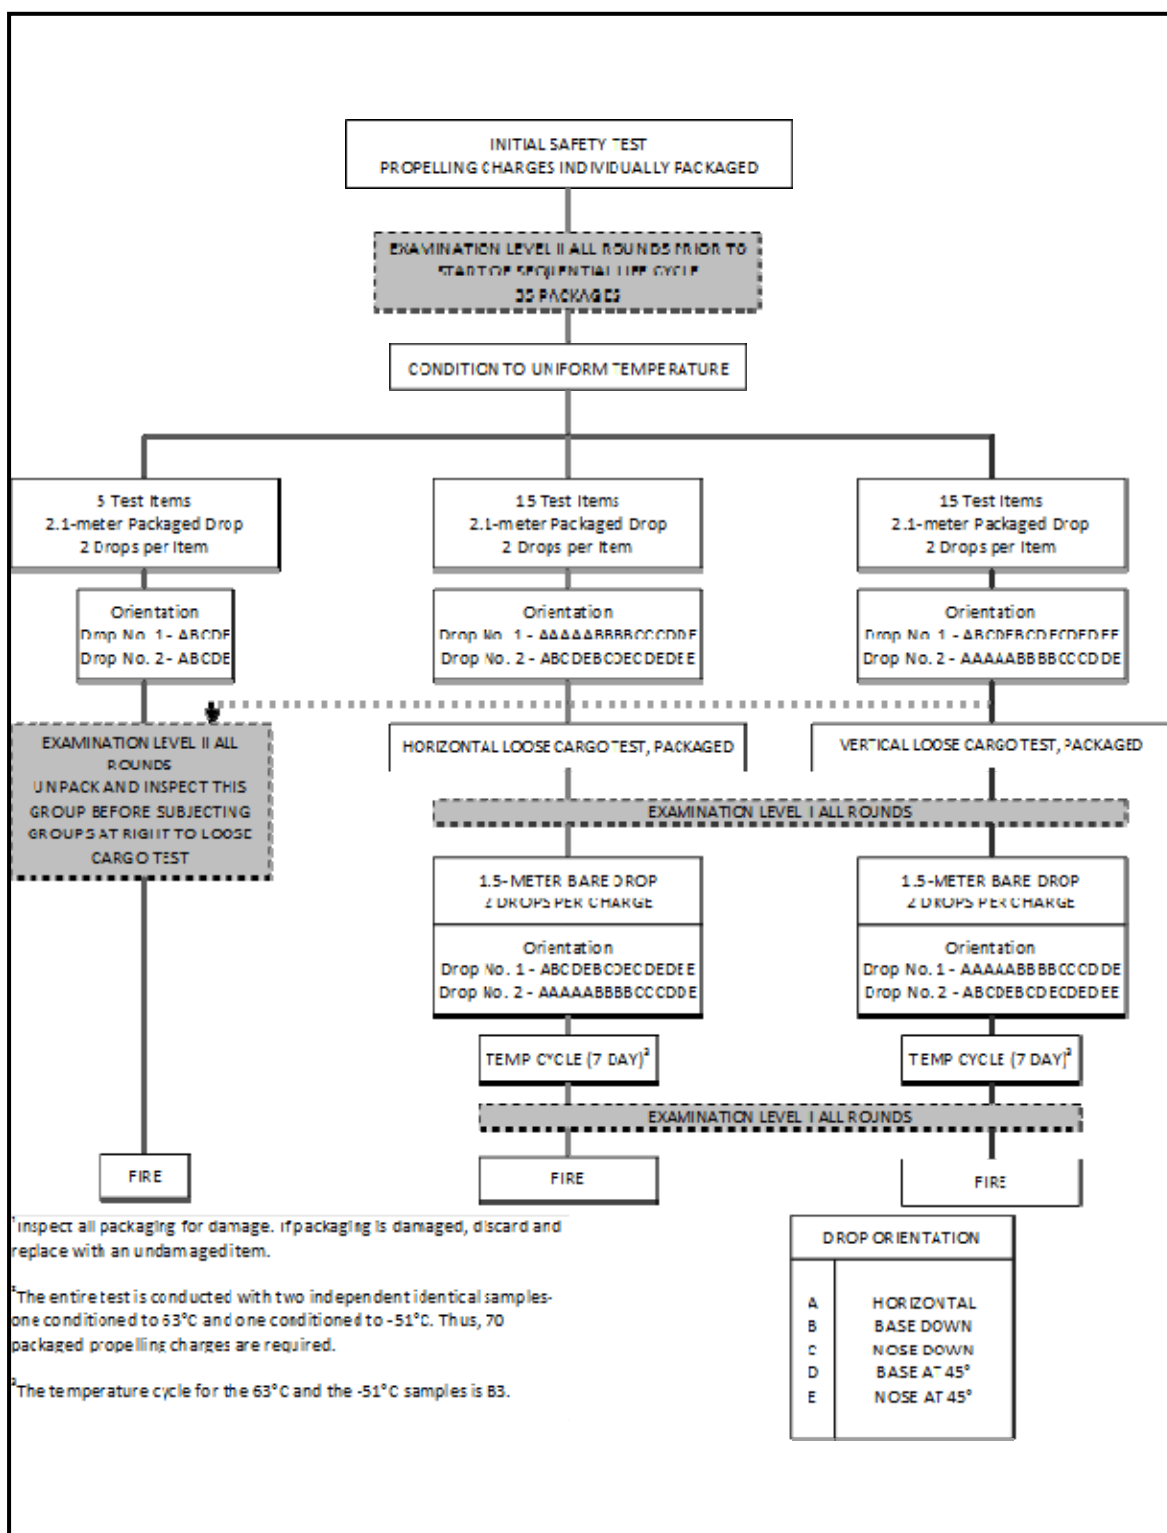 INITIAL SAFETY TEST
PROPELLING CHARGES INDIVIDUALLY PACKAGED
EXAMINATION LEVEL II ALL ROUNDS PRIOR TO
START OF SEQUENTIAL LIFE CYCLE
35 PACKAGES
CONDITION TO UNIFORM TEMPERATURE
5 Test Items
2.1-meter Packaged Drop
2 Drops per Item
15 Test Items
2.1-meter Packaged Drop
2 Drops per Item
15 Test Items
2.1-meter Packaged Drop
2 Drops per Item
Orientation
Drop No. 1 - ABCDE
Drop No. 2 - ABCDE
Orientation
Drop No. 1 - AAAAABBBBCCCDDE
Drop No. 2 - ABCDEBCDECDEDEE
Orientation
Drop No. 1 - ABCDEBCDECDEDEE
Drop No. 2 - AAAAABBBBCCCDDE
EXAMINATION LEVEL II ALL
ROUNDS
UNPACK AND INSPECT THIS
GROUP BEFORE SUBJECTING
GROUPS AT RIGHT TO LOOSE
CARGO TEST
HORIZONTAL LOOSE CARGO TEST, PACKAGED
VERTICAL LOOSE CARGO TEST, PACKAGED
EXAMINATION LEVEL I ALL ROUNDS
1.5-METER BARE DROP
2 DROPS PER CHARGE
Orientation
Drop No. 1 - ABCDEBCDECDEDEE
Drop No. 2 - AAAAABBBBCCCDDE
1.5-METER BARE DROP
2 DROPS PER CHARGE
Orientation
Drop No. 1 - AAAAABBBBCCCDDE
Drop No. 2 - ABCDEBCDECDEDEE
TEMP CYCLE (7 DAY)³
TEMP CYCLE (7 DAY)³
EXAMINATION LEVEL II ALL ROUNDS
FIRE
FIRE
FIRE
¹Inspect all packaging for damage. If packaging is damaged, discard and
replace with an undamaged item.
²The entire test is conducted with two independent identical samples-
one conditioned to 63°C and one conditioned to -51°C. Thus, 70
packaged propelling charges are required.
³The temperature cycle for the 63°C and the -51°C samples is B3.
DROP ORIENTATION
A HORIZONTAL
B BASE DOWN
C NOSE DOWN
D BASE AT 45°
E NOSE AT 45°